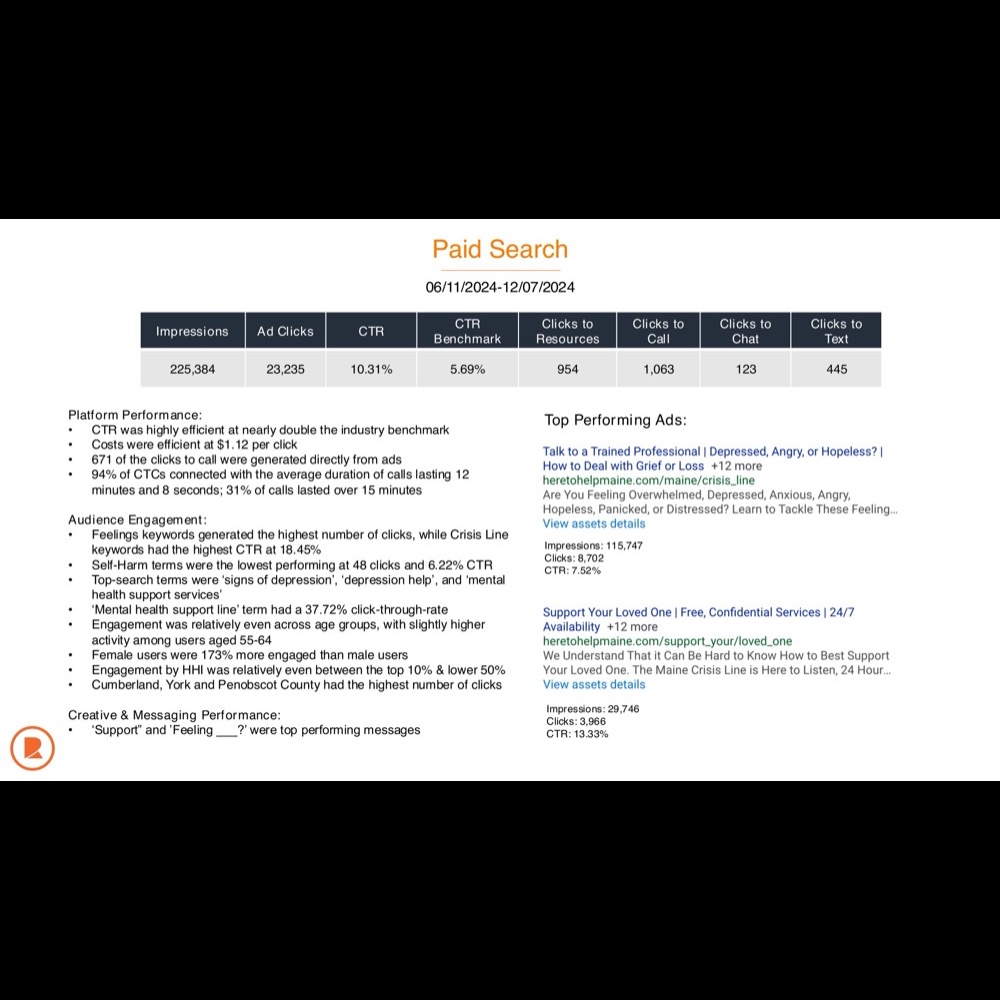 Paid Search
06/11/2024-12/07/2024
Impressions Ad Clicks CTR CTR Benchmark Clicks to Resources Clicks to Call Clicks to Chat Clicks to Text
225,384 23,235 10.31% 5.69% 954 1,063 123 445
Platform Performance:
• CTR was highly efficient at nearly double the industry benchmark
• Costs were efficient at $1.12 per click
• 671 of the clicks to call were generated directly from ads
• 94% of CTCs connected with the average duration of calls lasting 12
minutes and 8 seconds; 31% of calls lasted over 15 minutes
Audience Engagement:
• Feelings keywords generated the highest number of clicks, while Crisis Line
keywords had the highest CTR at 18.45%
• Self-Harm terms were the lowest performing at 48 clicks and 6.22% CTR
• Top-search terms were ‘signs of depression’, ‘depression help’, and ‘mental
health support services’
• ‘Mental health support line’ term had a 37.72% click-through-rate
• Engagement was relatively even across age groups, with slightly higher
activity among users aged 55-64
• Female users were 173% more engaged than male users
• Engagement by HHI was relatively even between the top 10% & lower 50%
• Cumberland, York and Penobscot County had the highest number of clicks
Creative & Messaging Performance:
• ‘Support” and ’Feeling ___?’ were top performing messages
Top Performing Ads:
Talk to a Trained Professional | Depressed, Angry, or Hopeless? |
How to Deal with Grief or Loss +12 more
heretohelpmaine.com/maine/crisis_line
Are You Feeling Overwhelmed, Depressed, Anxious, Angry,
Hopeless, Panicked, or Distressed? Learn to Tackle These Feeling...
View assets details
Impressions: 115,747
Clicks: 8,702
CTR: 7.52%
Support Your Loved One | Free, Confidential Services | 24/7
Availability +12 more
heretohelpmaine.com/support_your/loved_one
We Understand That it Can Be Hard to Know How to Best Support
Your Loved One. The Maine Crisis Line is Here to Listen, 24 Hour...
View assets details
Impressions: 29,746
Clicks: 3,966
CTR: 13.33%